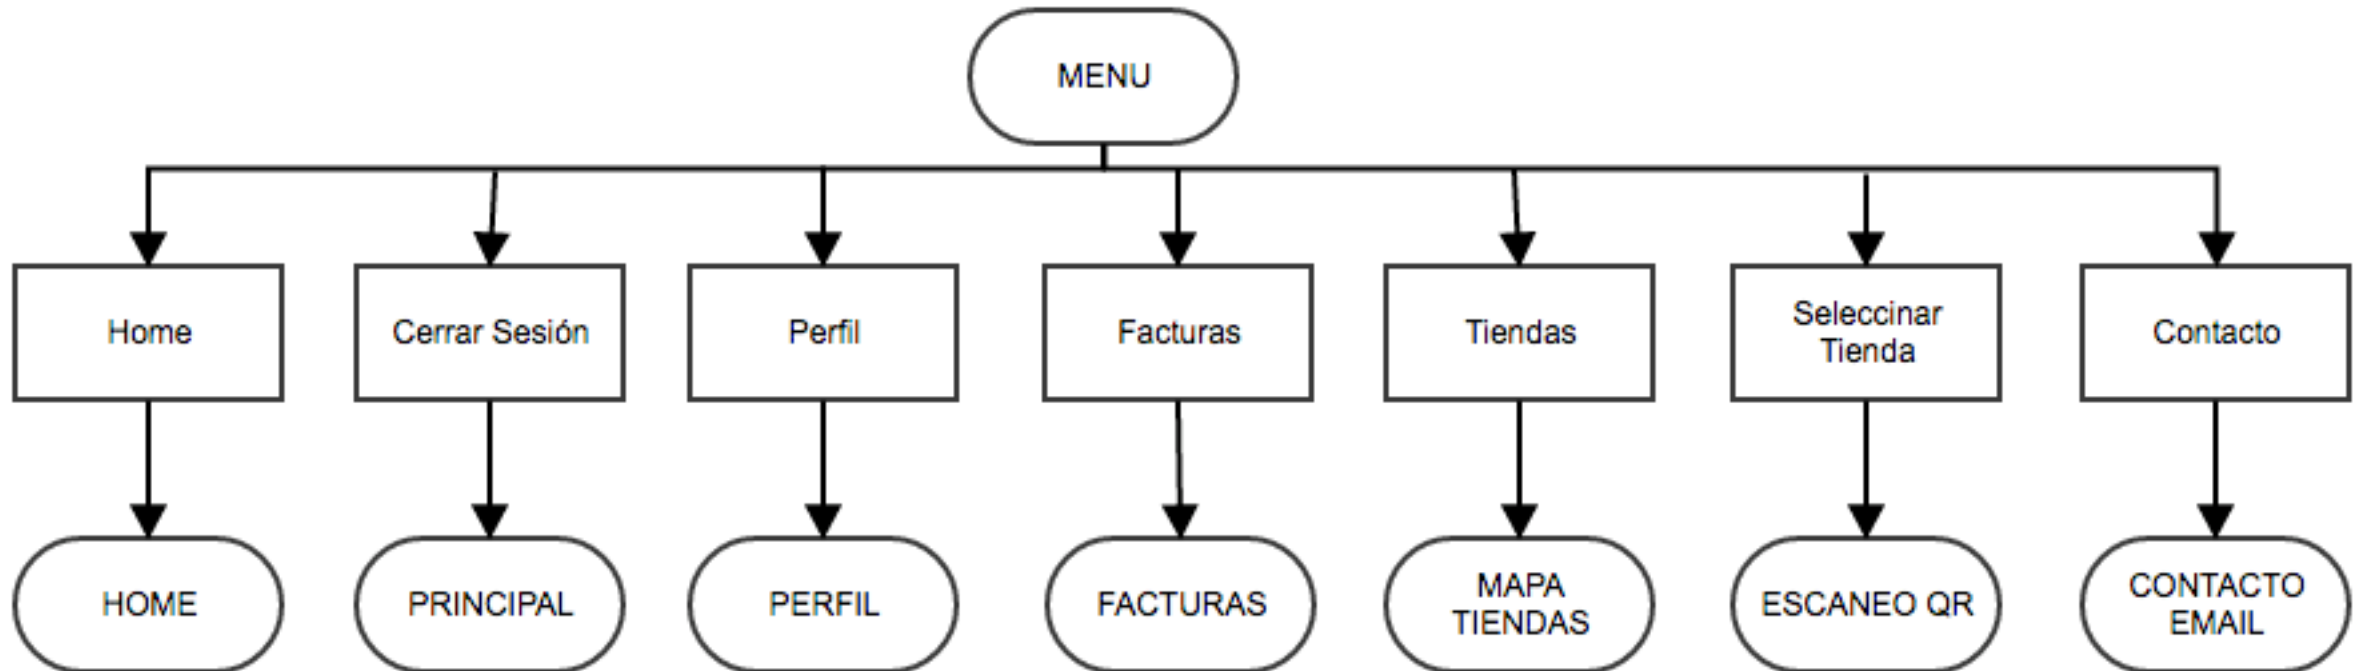 MENU
Home
Cerrar Sesión
Perfil
Facturas
Tiendas
Seleccinar
Tienda
Contacto
HOME
PRINCIPAL
PERFIL
FACTURAS
MAPA
TIENDAS
ESCANEO QR
CONTACTO
EMAIL